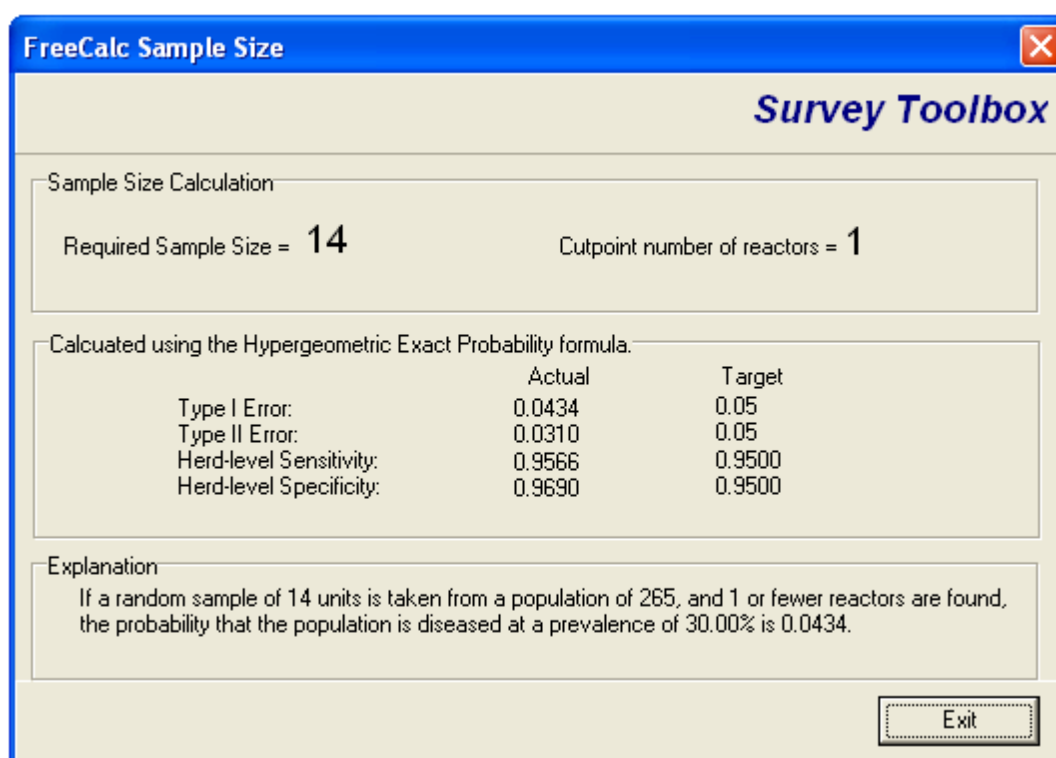 FreeCalc Sample Size
Survey Toolbox
Sample Size Calculation
Required Sample Size = 14 Cutpoint number of reactors = 1
Calcuated using the Hypergeometric Exact Probability formula.
Actual Target
Type I Error: 0.0434 0.05
Type II Error: 0.0310 0.05
Herd-level Sensitivity: 0.9566 0.9500
Herd-level Specificity: 0.9690 0.9500
Explanation
If a random sample of 14 units is taken from a population of 265, and 1 or fewer reactors are found,
the probability that the population is diseased at a prevalence of 30.00% is 0.0434.
Exit